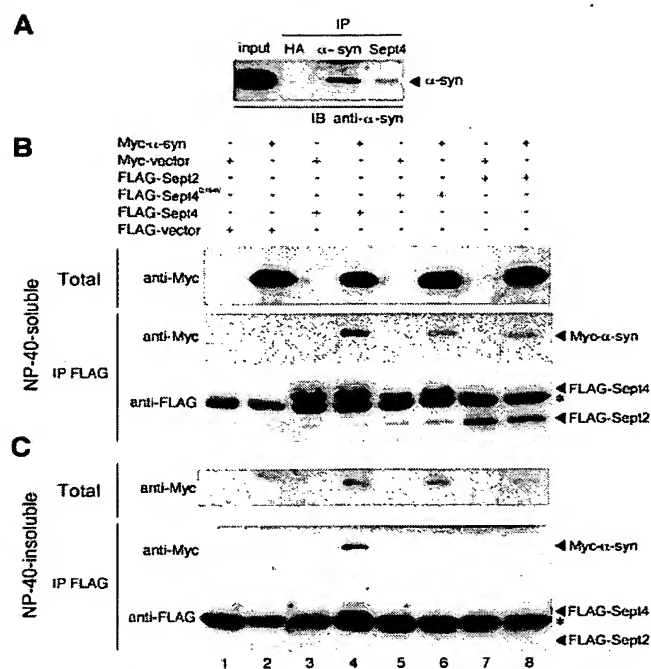 A
IP
input HA α-syn Sept4
α-syn
IB anti-α-syn
B
Myc-α-syn - + - + - + - +
Myc-vector + - + - + - + -
FLAG-Sept2 - - - - - - + +
FLAG-Sept4 - - - - + + - -
FLAG-Sept4 - - + + - - - -
FLAG-vector + + - - - - - -
NP-40-soluble
Total
anti-Myc
IP FLAG
anti-Myc
Myc-α-syn
anti-FLAG
FLAG-Sept4
*
FLAG-Sept2
C
NP-40-insoluble
Total
anti-Myc
IP FLAG
anti-Myc
Myc-α-syn
anti-FLAG
FLAG-Sept4
*
FLAG-Sept2
1 2 3 4 5 6 7 8